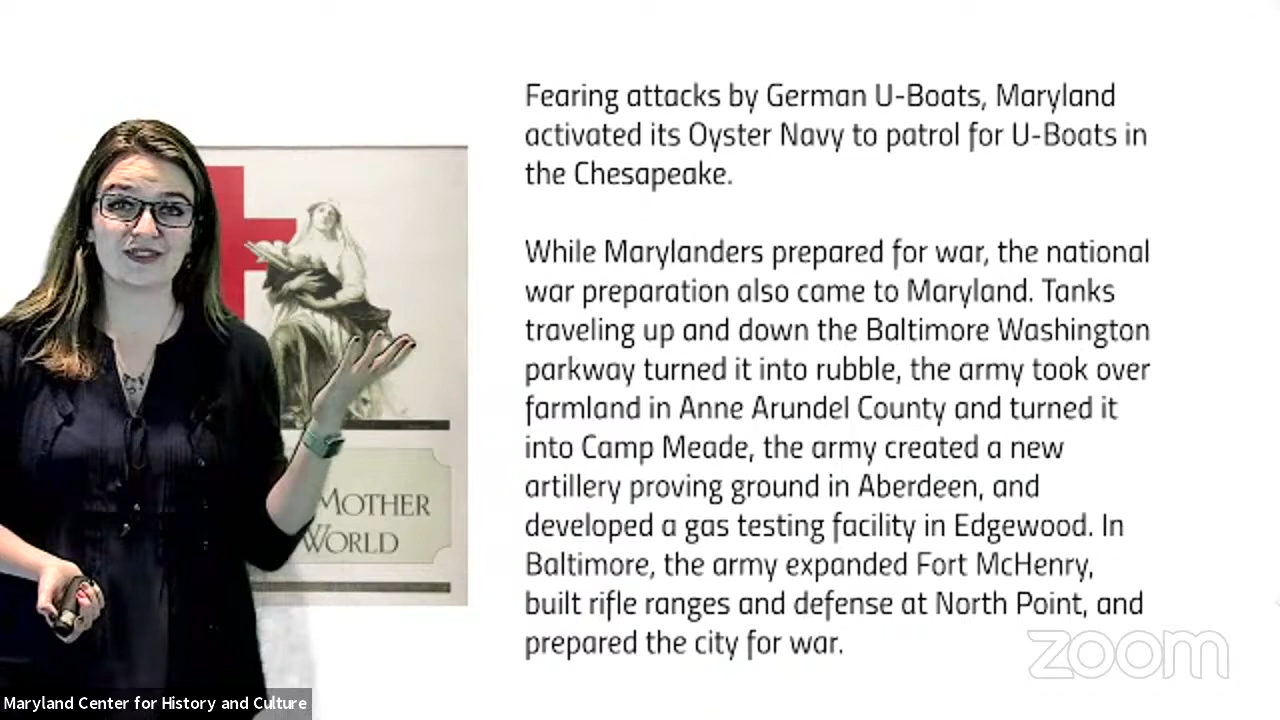 Fearing attacks by German U-Boats, Maryland
activated its Oyster Navy to patrol for U-Boats in
the Chesapeake.
While Marylanders prepared for war, the national
war preparation also came to Maryland. Tanks
traveling up and down the Baltimore Washington
parkway turned it into rubble, the army took over
farmland in Anne Arundel County and turned it
into Camp Meade, the army created a new
artillery proving ground in Aberdeen, and
developed a gas testing facility in Edgewood. In
Baltimore, the army expanded Fort McHenry,
built rifle ranges and defense at North Point, and
prepared the city for war.
MOTHER
WORLD
zoom
Maryland Center for History and Culture